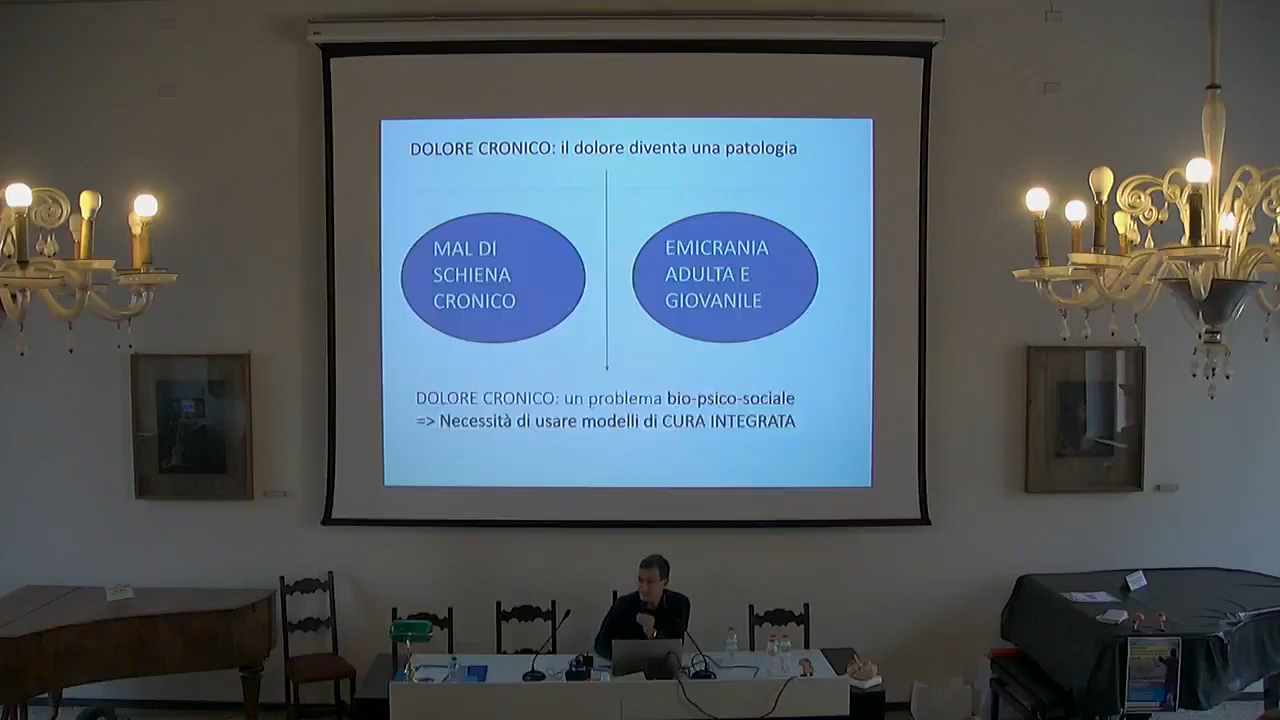 DOLORE CRONICO: il dolore diventa una patologia
MAL DI
SCHIENA
CRONICO
EMICRANIA
ADULTA E
GIOVANILE
DOLORE CRONICO: un problema bio-psico-sociale
=> Necessità di usare modelli di CURA INTEGRATA